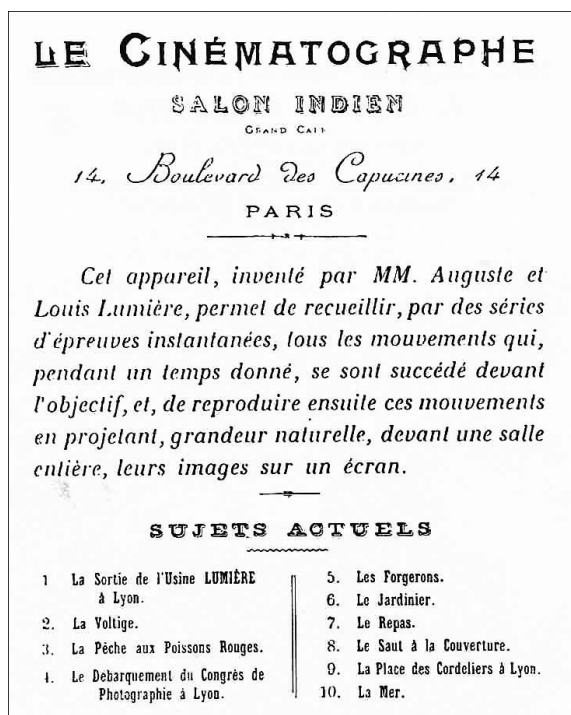 LE CINÉMATOGRAPHE
SALON INDIEN
GRAND CAFÉ
14, Boulevard des Capucines, 14
PARIS
Cet appareil, inventé par MM. Auguste et
Louis Lumière, permet de recueillir, par des séries
d'épreuves instantanées, tous les mouvements qui,
pendant un temps donné, se sont succédé devant
l'objectif, et, de reproduire ensuite ces mouvements
en projetant, grandeur naturelle, devant une salle
entière, leurs images sur un écran.
SUJETS ACTUELS
1 La Sortie de l'Usine LUMIÈRE
à Lyon.
2. La Voltige.
3. La Pêche aux Poissons Rouges.
4. Le Debarquement du Congrès de
Photographie à Lyon.
5. Les Forgerons.
6. Le Jardinier.
7. Le Repas.
8. Le Saut à la Couverture.
9. La Place des Cordeliers à Lyon.
10. La Mer.